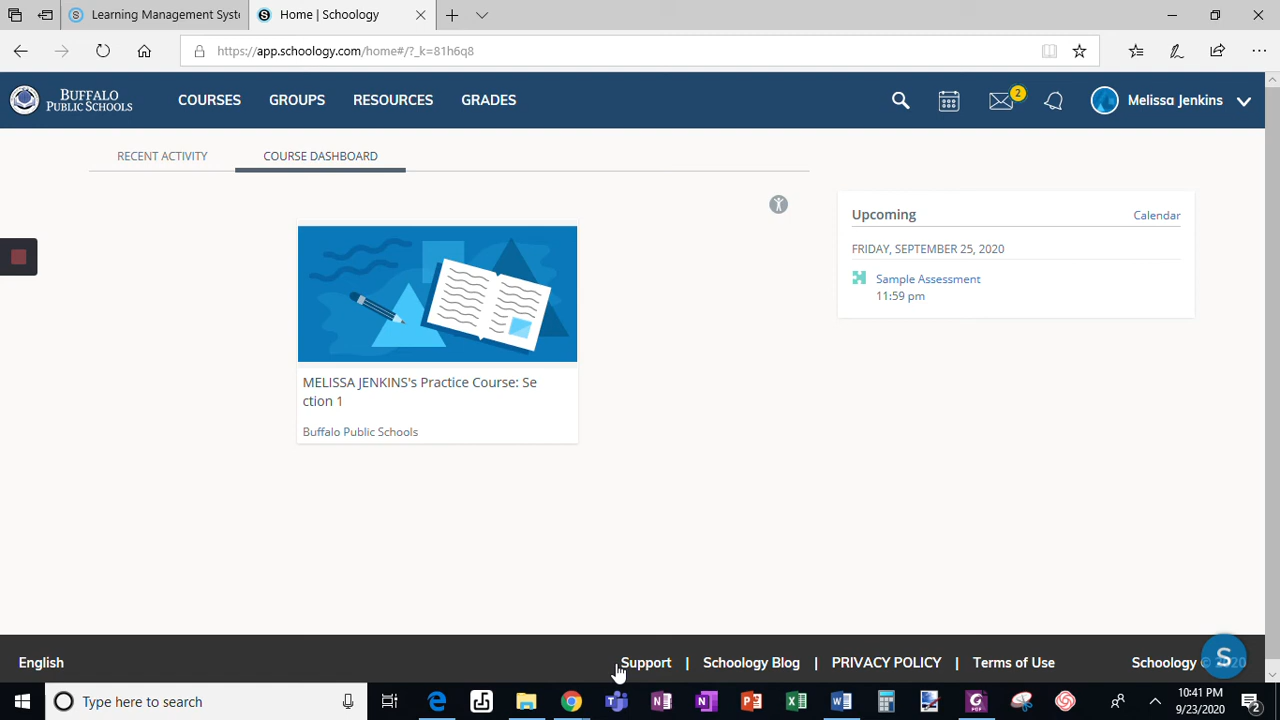 Learning Management Syst
Home | Schoology
https://app.schoology.com/home#/?_k=81h6q8
BUFFALO
PUBLIC SCHOOLS
COURSES
GROUPS
RESOURCES
GRADES
2
Melissa Jenkins
RECENT ACTIVITY
COURSE DASHBOARD
Upcoming
Calendar
FRIDAY, SEPTEMBER 25, 2020
Sample Assessment
11:59 pm
MELISSA JENKINS's Practice Course: Se
ction 1
Buffalo Public Schools
English
Support | Schoology Blog | PRIVACY POLICY | Terms of Use
Schoology © 2020
S
Type here to search
10:41 PM
9/23/2020
2